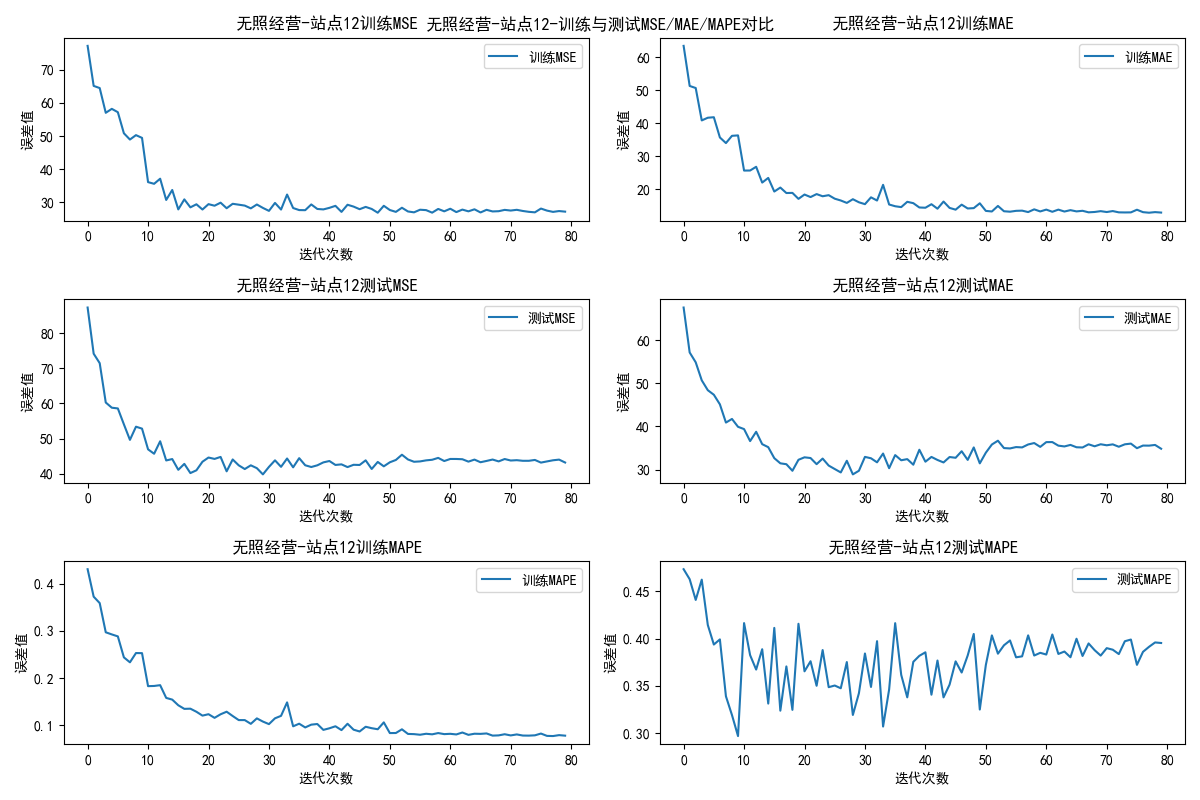 无照经营-站点12-训练与测试MSE/MAE/MAPE对比
无照经营-站点12训练MSE
误差值
70
60
50
40
30
训练MSE
0 10 20 30 40 50 60 70 80
迭代次数
无照经营-站点12训练MAE
误差值
60
50
40
30
20
训练MAE
0 10 20 30 40 50 60 70 80
迭代次数
无照经营-站点12测试MSE
误差值
80
70
60
50
40
测试MSE
0 10 20 30 40 50 60 70 80
迭代次数
无照经营-站点12测试MAE
误差值
60
50
40
30
测试MAE
0 10 20 30 40 50 60 70 80
迭代次数
无照经营-站点12训练MAPE
误差值
0.4
0.3
0.2
0.1
训练MAPE
0 10 20 30 40 50 60 70 80
迭代次数
无照经营-站点12测试MAPE
误差值
0.45
0.40
0.35
0.30
测试MAPE
0 10 20 30 40 50 60 70 80
迭代次数